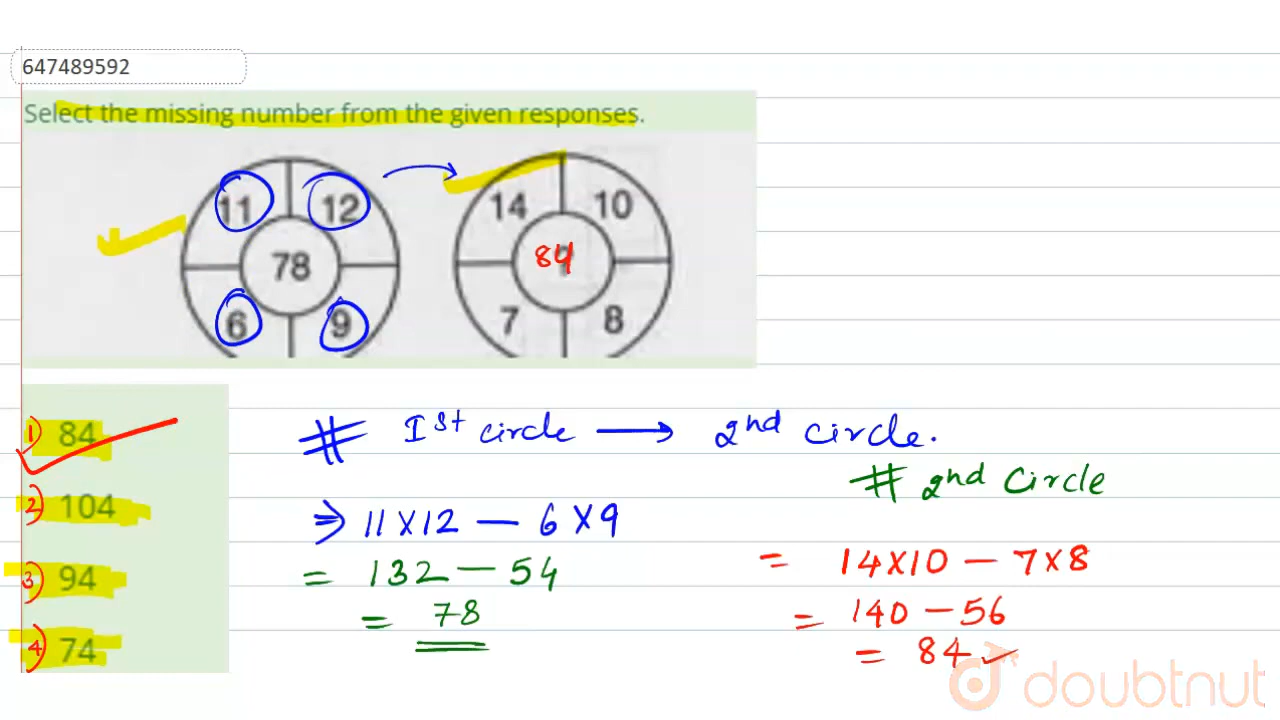 647489592
Select the missing number from the given responses.
11 12
78
6 9
14 10
84
7 8
1) 84
2) 104
3) 94
4) 74
# Ist circle → 2nd circle.
⇒ 11×12 — 6×9
= 132 — 54
= 78
# 2nd Circle
= 14×10 — 7×8
= 140 — 56
= 84 ✓
doubtnut